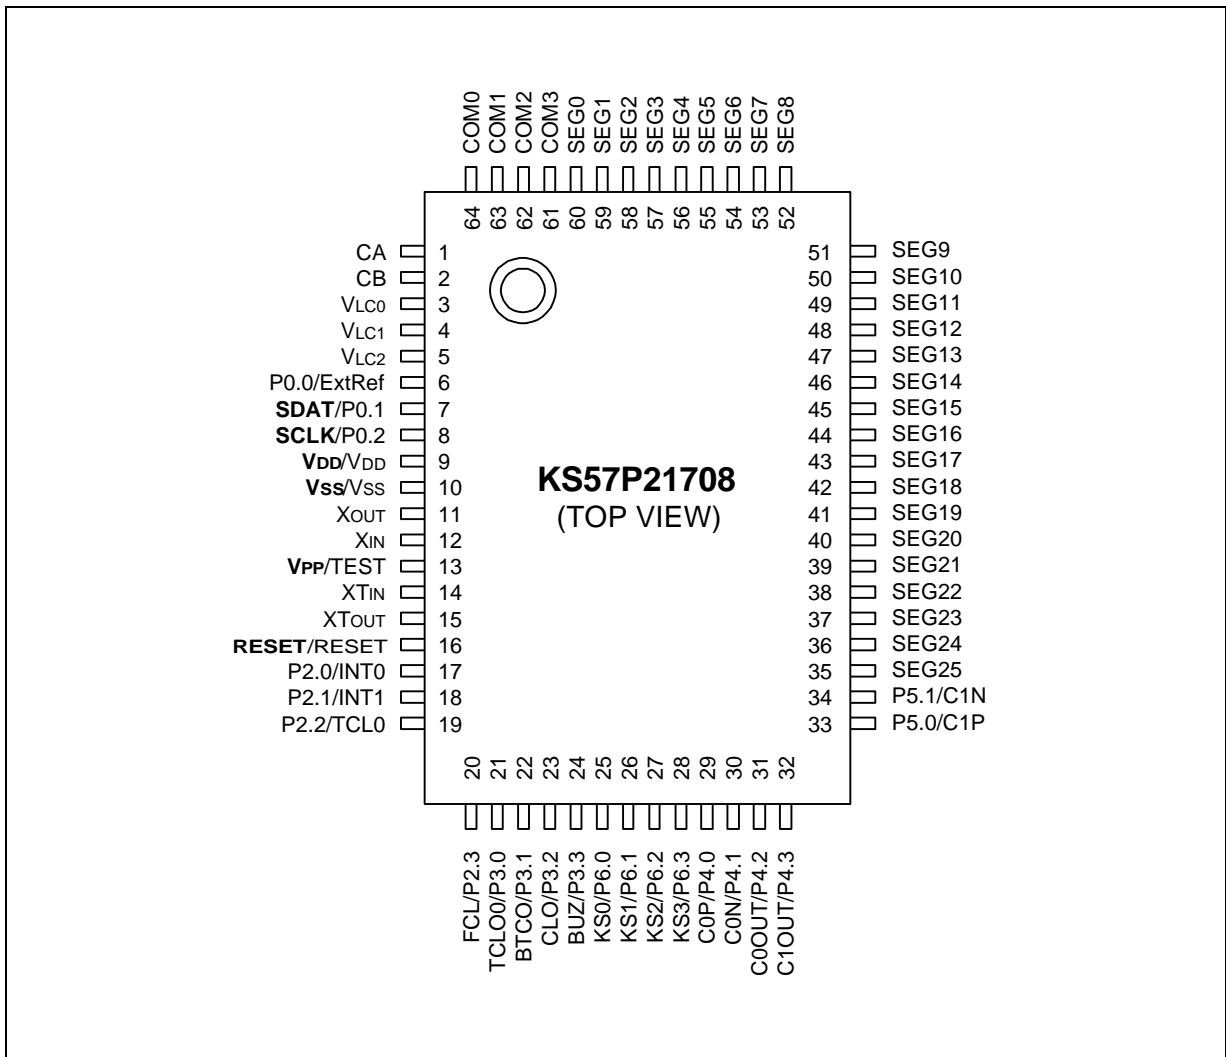 COM0
COM1
COM2
COM3
SEG0
SEG1
SEG2
SEG3
SEG4
SEG5
SEG6
SEG7
SEG8
64
63
62
61
60
59
58
57
56
55
54
53
52
CA 1
CB 2
VLC0 3
VLC1 4
VLC2 5
P0.0/ExtRef 6
SDAT/P0.1 7
SCLK/P0.2 8
VDD/VDD 9
VSS/VSS 10
XOUT 11
XIN 12
VPP/TEST 13
XTIN 14
XTOUT 15
RESET/RESET 16
P2.0/INT0 17
P2.1/INT1 18
P2.2/TCL0 19
KS57P21708
(TOP VIEW)
51 SEG9
50 SEG10
49 SEG11
48 SEG12
47 SEG13
46 SEG14
45 SEG15
44 SEG16
43 SEG17
42 SEG18
41 SEG19
40 SEG20
39 SEG21
38 SEG22
37 SEG23
36 SEG24
35 SEG25
34 P5.1/C1N
33 P5.0/C1P
20
21
22
23
24
25
26
27
28
29
30
31
32
FCL/P2.3
TCLO0/P3.0
BTCO/P3.1
CLO/P3.2
BUZ/P3.3
KS0/P6.0
KS1/P6.1
KS2/P6.2
KS3/P6.3
C0P/P4.0
C0N/P4.1
C0OUT/P4.2
C1OUT/P4.3